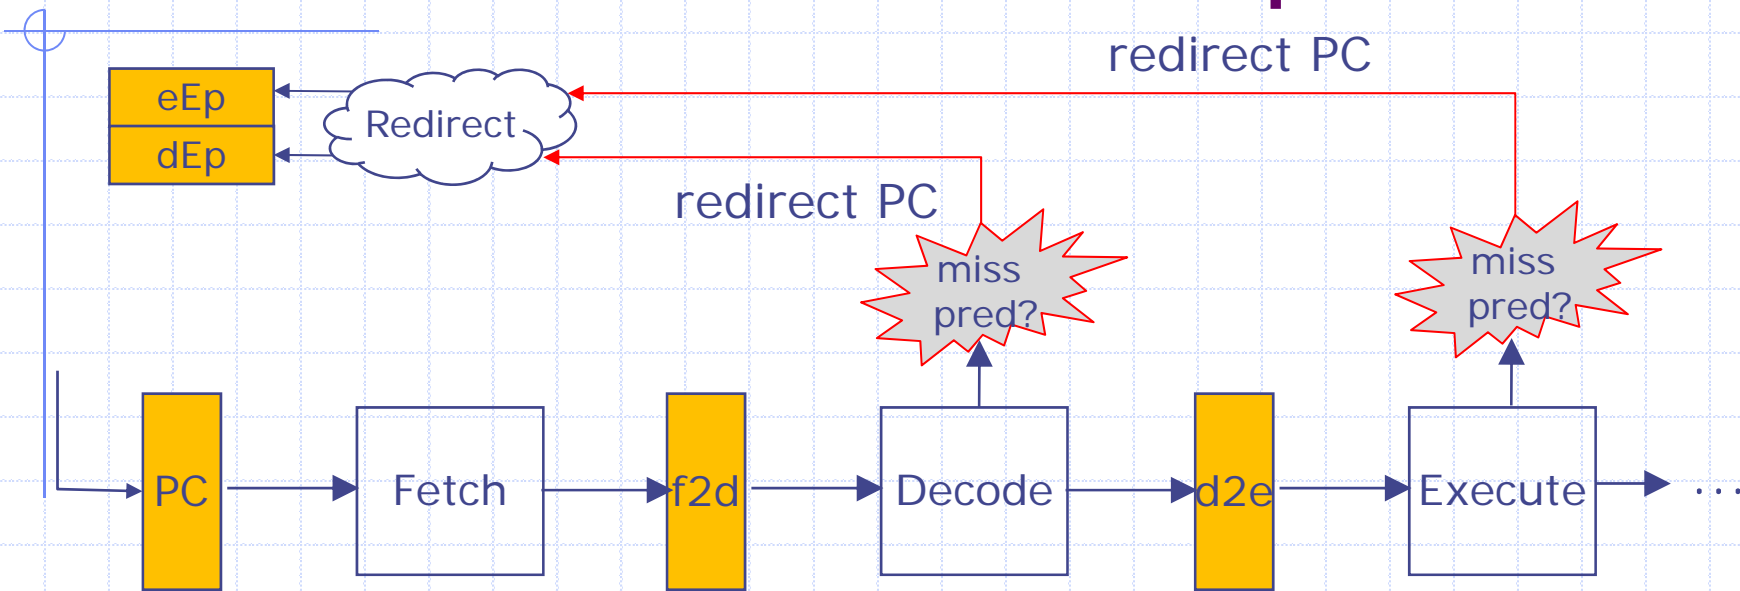 redirect PC
eEp
Redirect
dEp
redirect PC
miss
pred?
miss
pred?
PC
Fetch
f2d
Decode
d2e
Execute
...